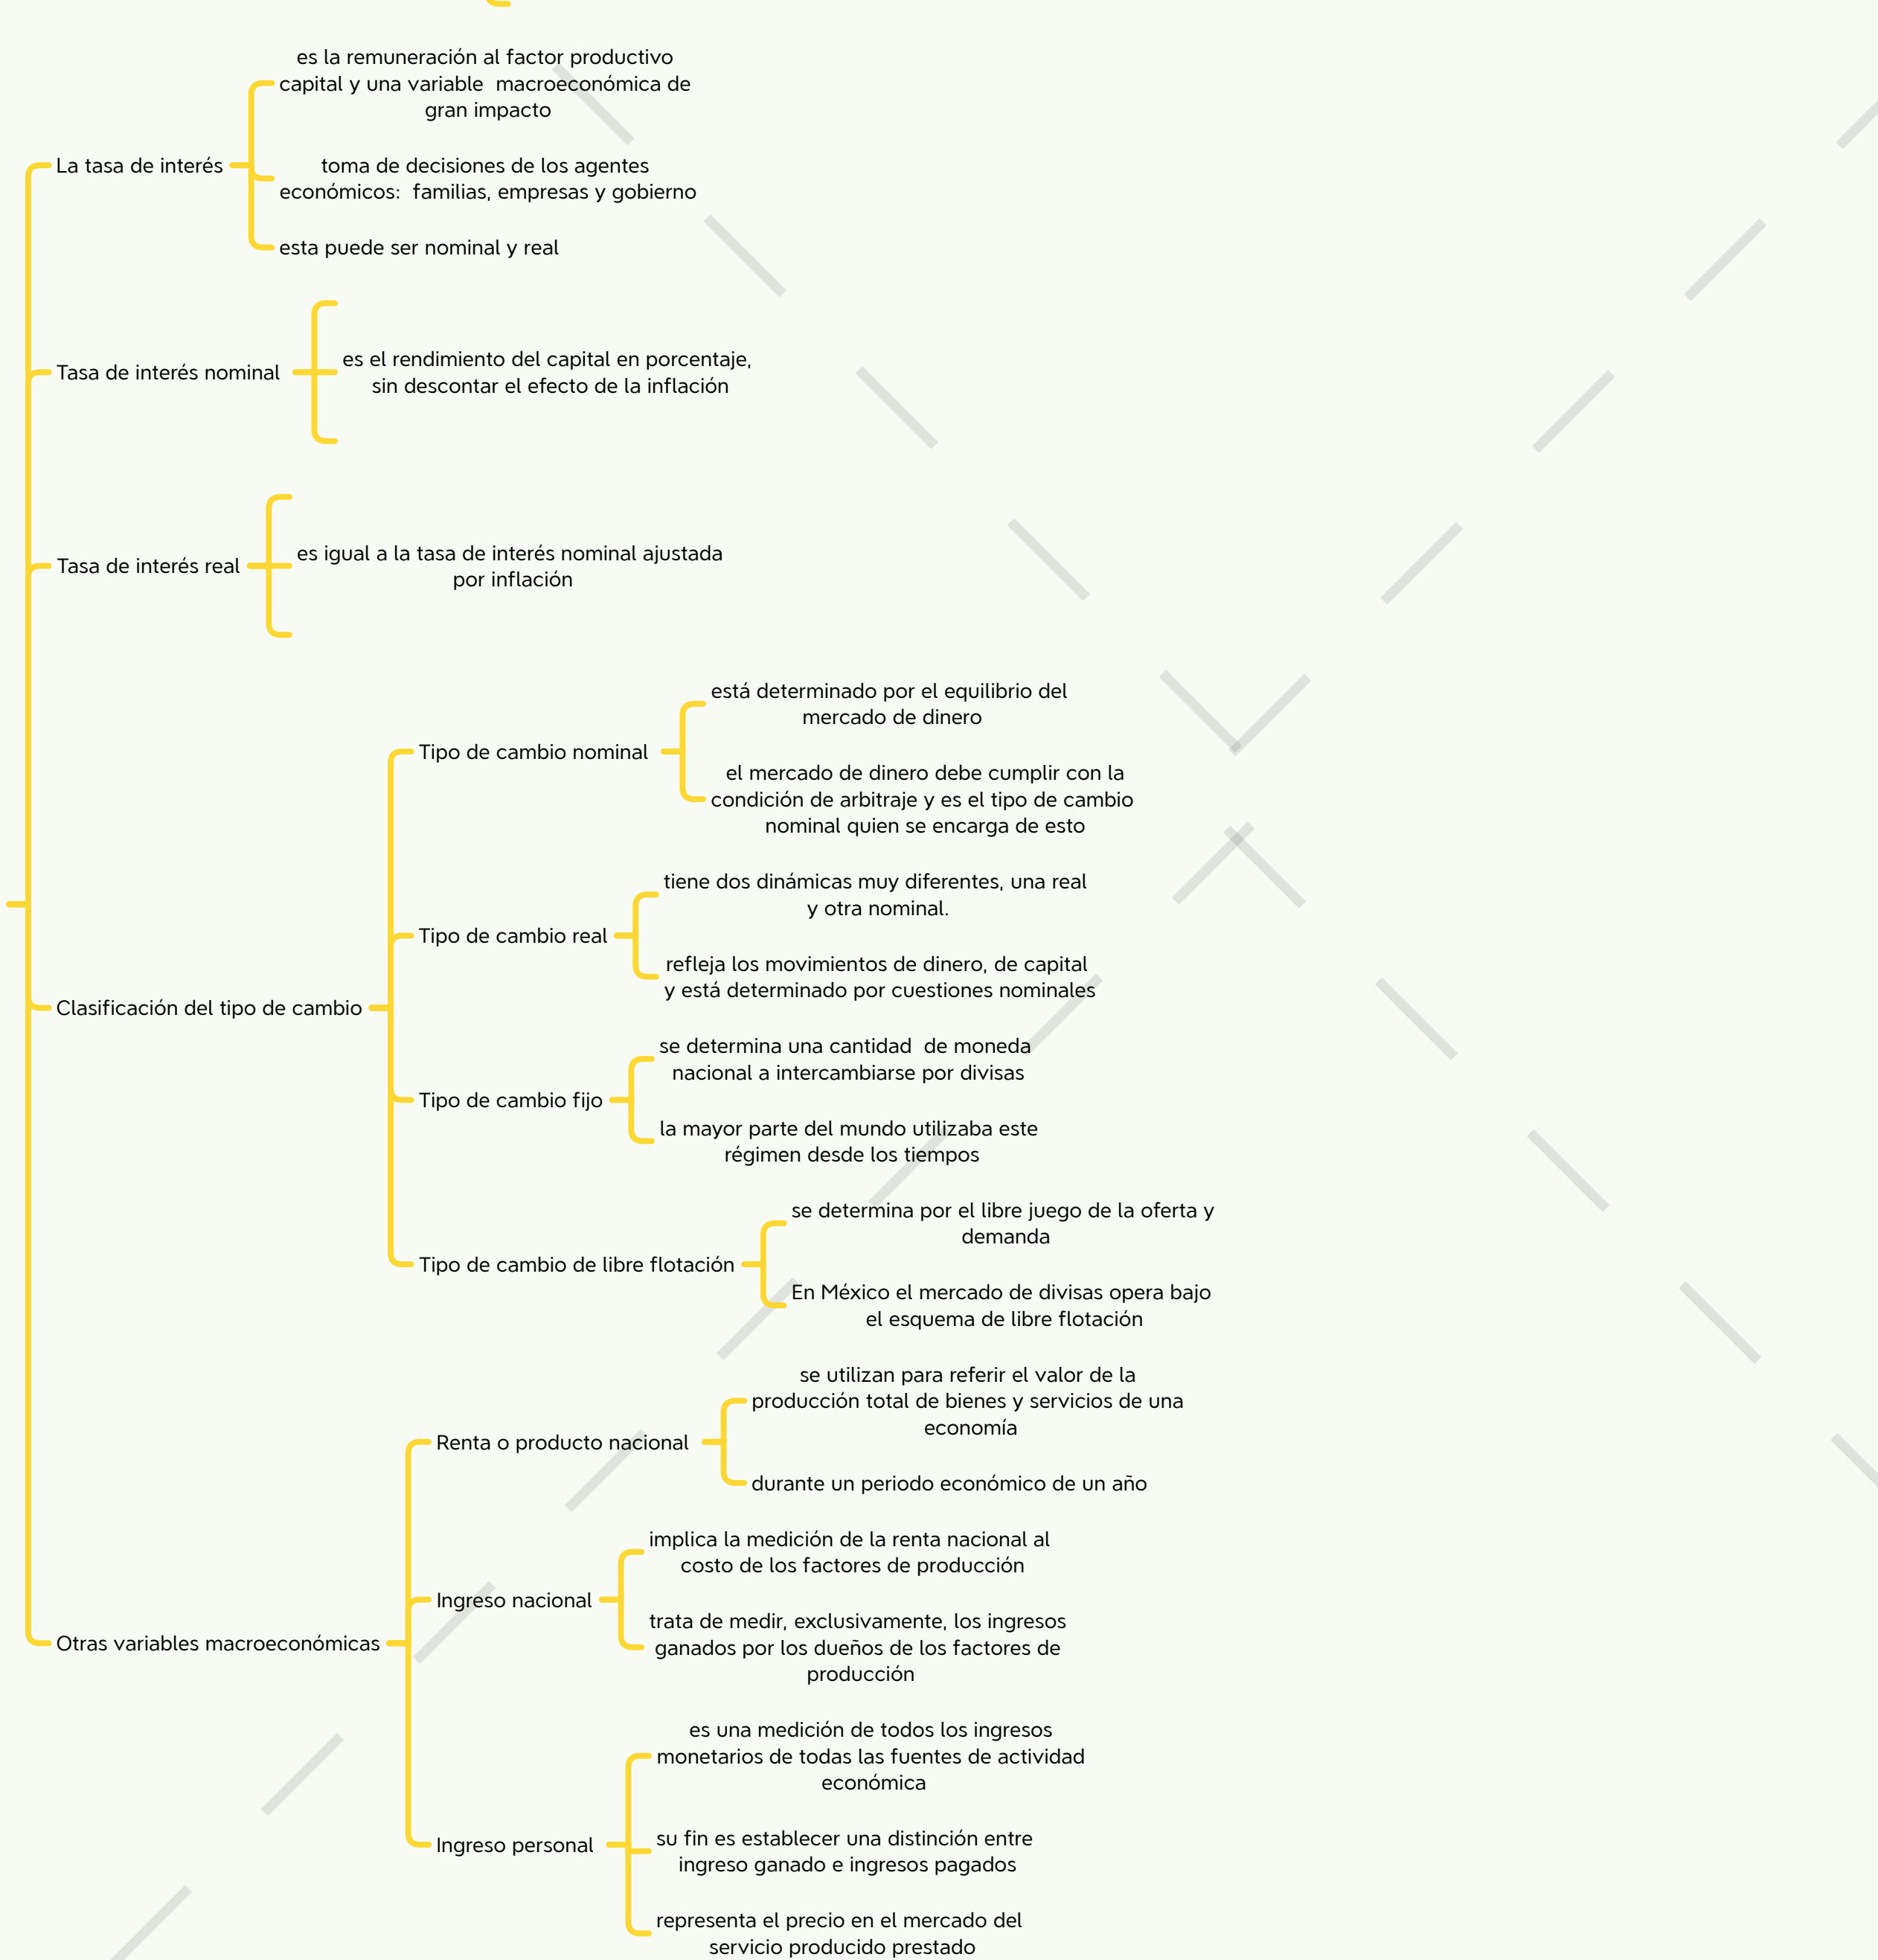 es la remuneración al factor productivo
capital y una variable  macroeconómica de
gran impacto
La tasa de interés
toma de decisiones de los agentes
económicos:  familias, empresas y gobierno
esta puede ser nominal y real
Tasa de interés nominal
es el rendimiento del capital en porcentaje,
sin descontar el efecto de la inflación
Tasa de interés real
es igual a la tasa de interés nominal ajustada
por inflación
Clasificación del tipo de cambio
Tipo de cambio nominal
está determinado por el equilibrio del
mercado de dinero
el mercado de dinero debe cumplir con la
condición de arbitraje y es el tipo de cambio
nominal quien se encarga de esto
Tipo de cambio real
tiene dos dinámicas muy diferentes, una real
y otra nominal.
refleja los movimientos de dinero, de capital
y está determinado por cuestiones nominales
Tipo de cambio fijo
se determina una cantidad  de moneda
nacional a intercambiarse por divisas
la mayor parte del mundo utilizaba este
régimen desde los tiempos
Tipo de cambio de libre flotación
se determina por el libre juego de la oferta y
demanda
En México el mercado de divisas opera bajo
el esquema de libre flotación
Otras variables macroeconómicas
Renta o producto nacional
se utilizan para referir el valor de la
producción total de bienes y servicios de una
economía
durante un periodo económico de un año
Ingreso nacional
implica la medición de la renta nacional al
costo de los factores de producción
trata de medir, exclusivamente, los ingresos
ganados por los dueños de los factores de
producción
Ingreso personal
es una medición de todos los ingresos
monetarios de todas las fuentes de actividad
económica
su fin es establecer una distinción entre
ingreso ganado e ingresos pagados
representa el precio en el mercado del
servicio producido prestado